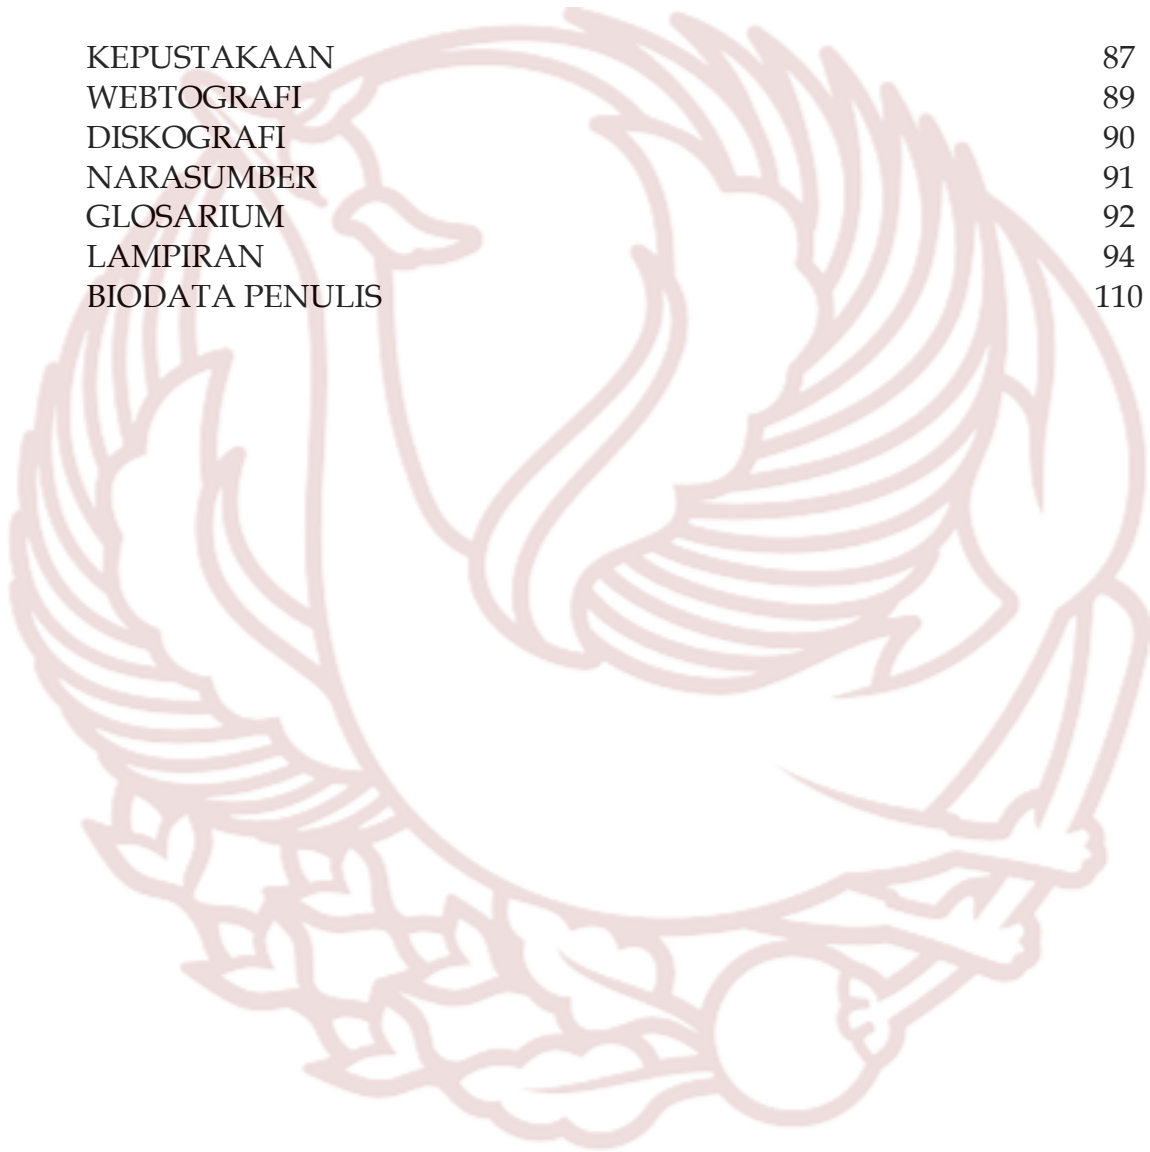 KEPUSTAKAAN 87
WEBTOGRAFI 89
DISKOGRAFI 90
NARASUMBER 91
GLOSARIUM 92
LAMPIRAN 94
BIODATA PENULIS 110